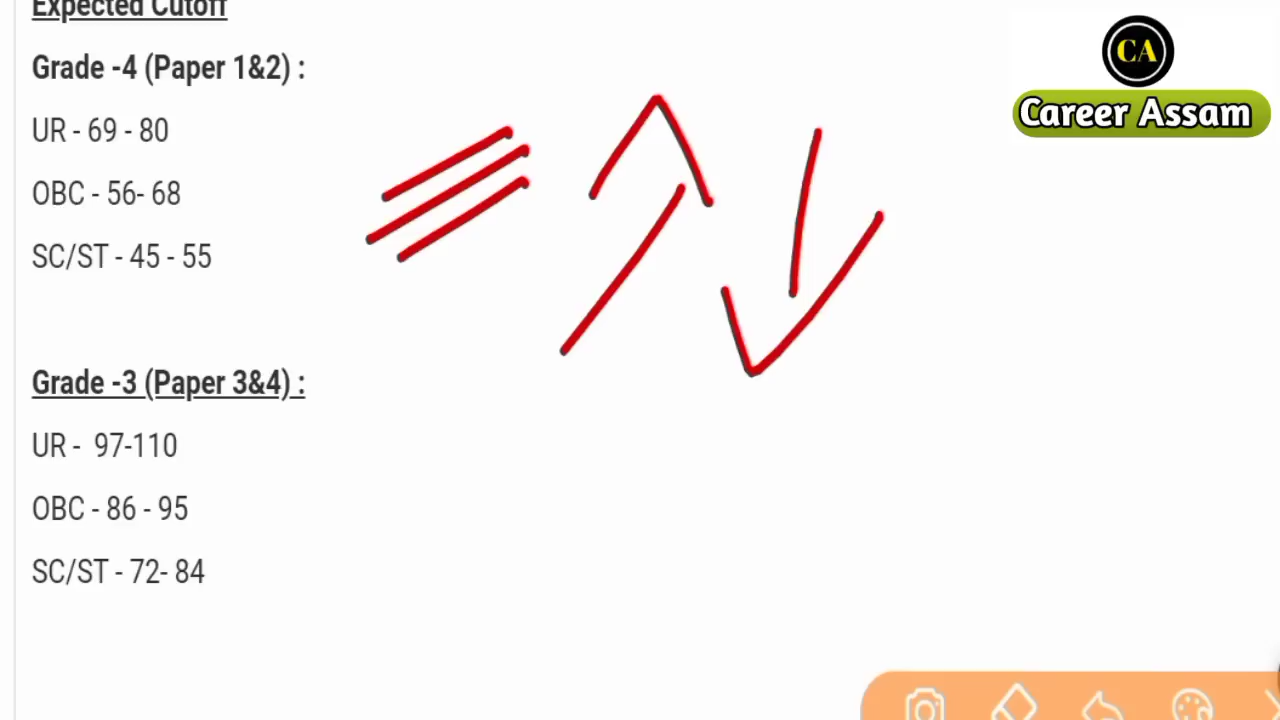 Expected Cutoff
Grade -4 (Paper 1&2) :
UR - 69 - 80
OBC - 56- 68
SC/ST - 45 - 55
Grade -3 (Paper 3&4) :
UR - 97-110
OBC - 86 - 95
SC/ST - 72- 84
CA
Career Assam